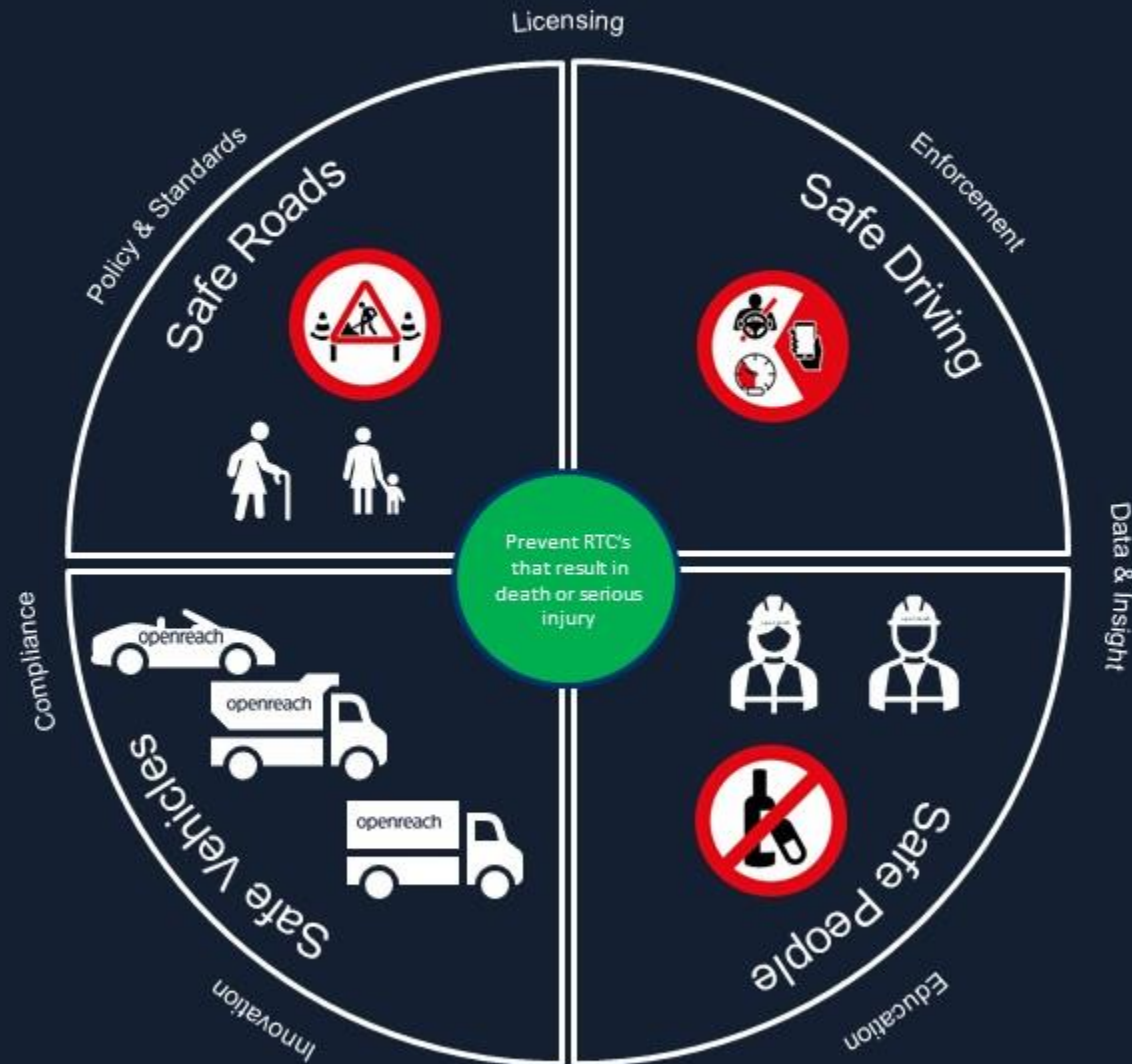 Licensing
Policy & Standards
Enforcement
Safe Roads
Safe Driving
Prevent RTC's
that result in
death or serious
injury
Data & Insight
Compliance
openreach
openreach
openreach
Safe Vehicles
Safe People
Innovation
Education